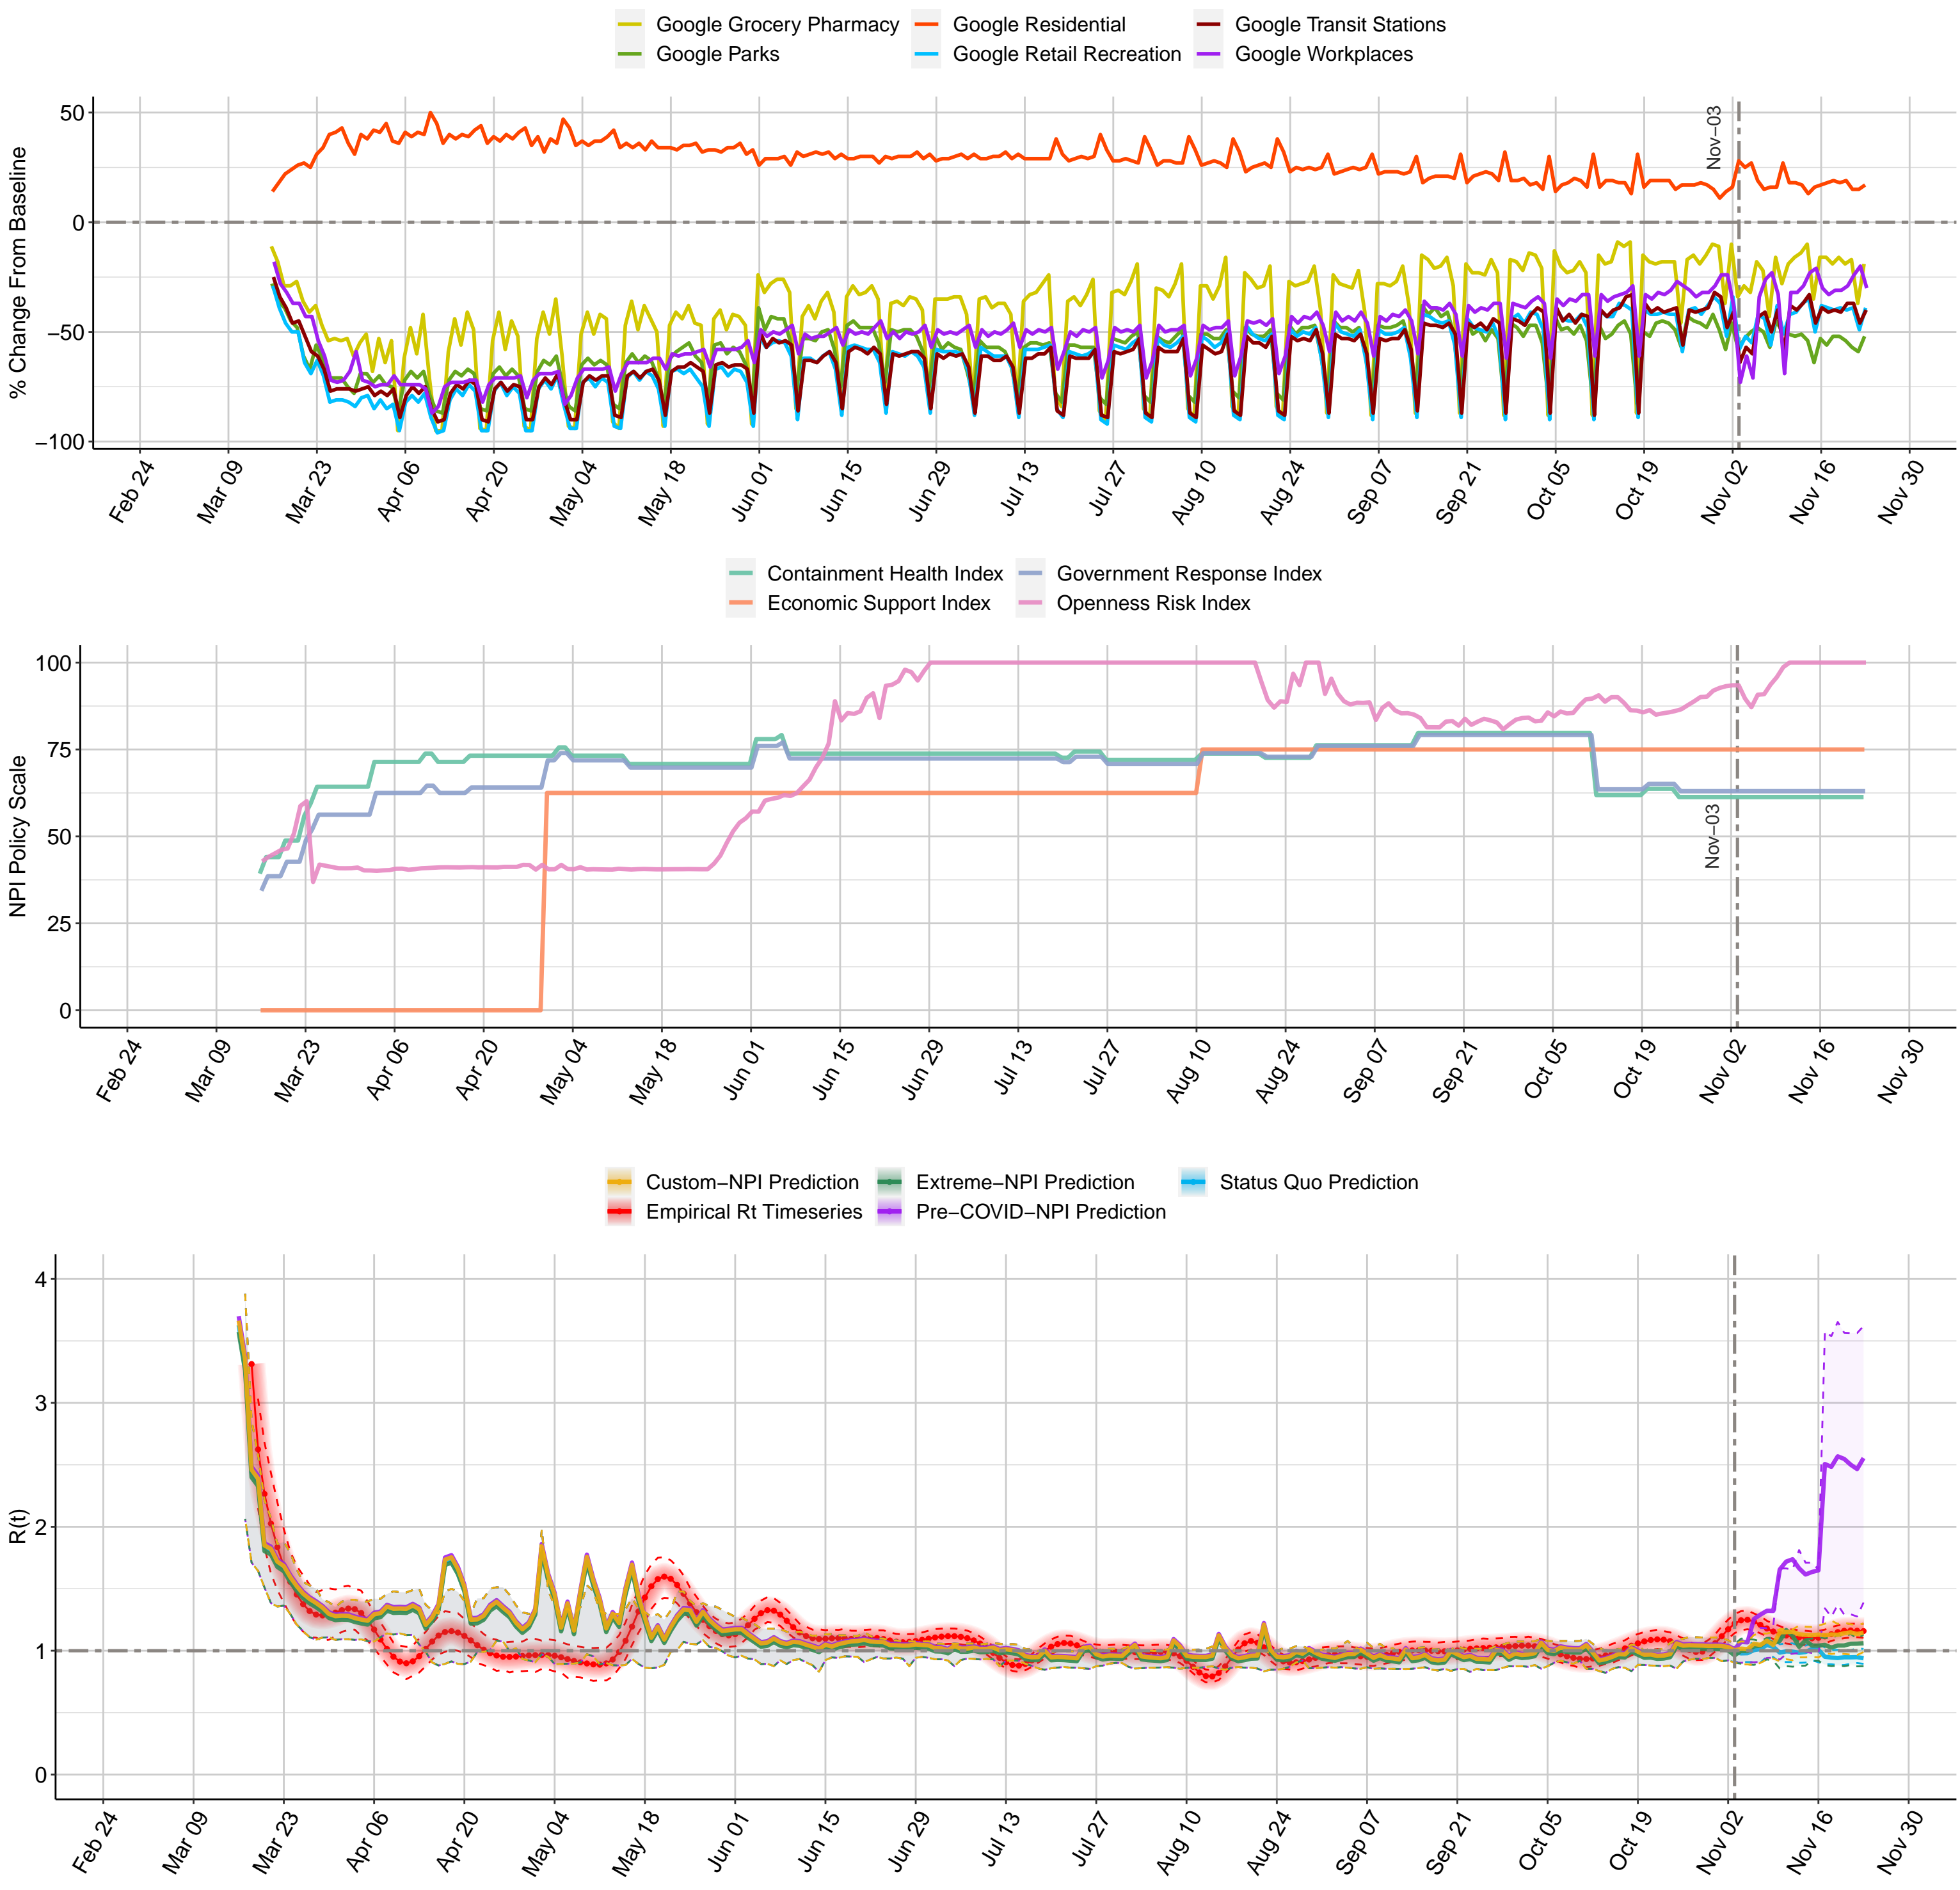 Google Grocery Pharmacy Google Residential Google Transit Stations
Google Parks Google Retail Recreation Google Workplaces
% Change From Baseline
50
0
−50
−100
Nov−03
Feb 24 Mar 09 Mar 23 Apr 06 Apr 20 May 04 May 18 Jun 01 Jun 15 Jun 29 Jul 13 Jul 27 Aug 10 Aug 24 Sep 07 Sep 21 Oct 05 Oct 19 Nov 02 Nov 16 Nov 30
Containment Health Index Government Response Index
Economic Support Index Openness Risk Index
NPI Policy Scale
100
75
50
25
0
Nov−03
Feb 24 Mar 09 Mar 23 Apr 06 Apr 20 May 04 May 18 Jun 01 Jun 15 Jun 29 Jul 13 Jul 27 Aug 10 Aug 24 Sep 07 Sep 21 Oct 05 Oct 19 Nov 02 Nov 16 Nov 30
Custom−NPI Prediction Extreme−NPI Prediction Status Quo Prediction
Empirical Rt Timeseries Pre−COVID−NPI Prediction
R(t)
4
3
2
1
0
Feb 24 Mar 09 Mar 23 Apr 06 Apr 20 May 04 May 18 Jun 01 Jun 15 Jun 29 Jul 13 Jul 27 Aug 10 Aug 24 Sep 07 Sep 21 Oct 05 Oct 19 Nov 02 Nov 16 Nov 30